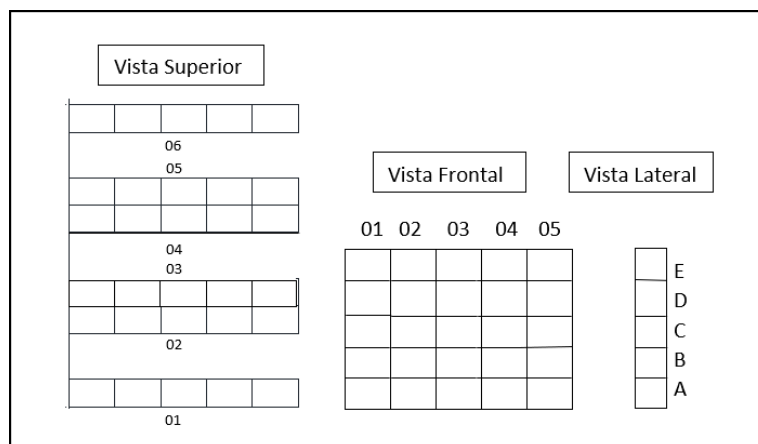 Vista Superior
06
05
04
03
02
01
Vista Frontal
01 02 03 04 05
Vista Lateral
E
D
C
B
A